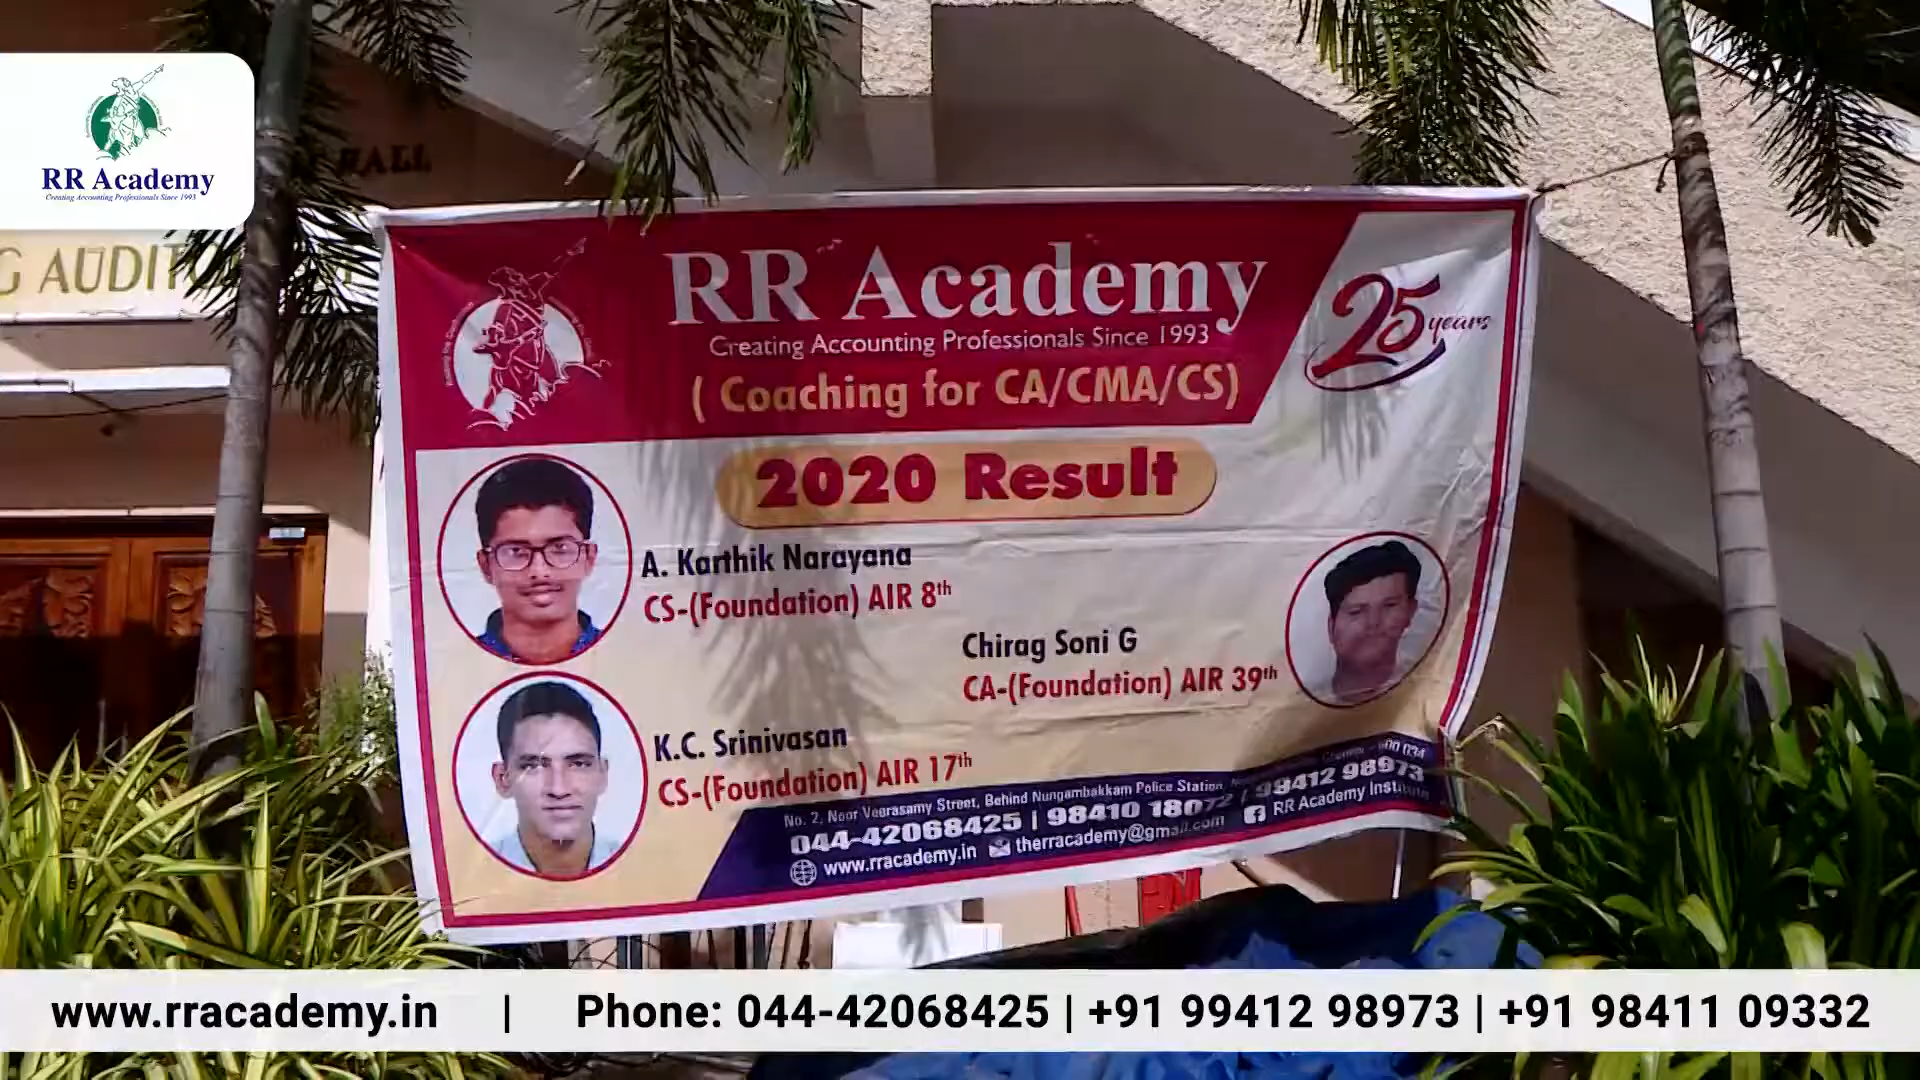 RR Academy
Creating Accounting Professionals Since 1993
G AUDIT
RR Academy
Creating Accounting Professionals Since 1993
( Coaching for CA/CMA/CS)
25 years
2020 Result
A. Karthik Narayana
CS-(Foundation) AIR 8th
Chirag Soni G
CA-(Foundation) AIR 39th
K.C. Srinivasan
CS-(Foundation) AIR 17th
No. 2, Noor Veerasamy Street, Behind Nungambakkam Police Station, - 600 034
044-42068425 | 98410 18072 | 99412 98973
www.rracademy.in therracademy@gmail.com RR Academy Institute
www.rracademy.in | Phone: 044-42068425 | +91 99412 98973 | +91 98411 09332